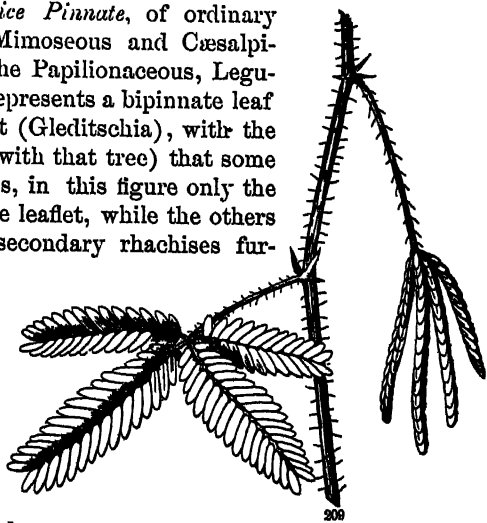 ice Pinnate, of ordinary
Mimoseous and Cæsalpi-
he Papilionaceous, Legu-
epresents a bipinnate leaf
t (Gleditschia), with the
with that tree) that some
s, in this figure only the
e leaflet, while the others
secondary rhachises fur-
209